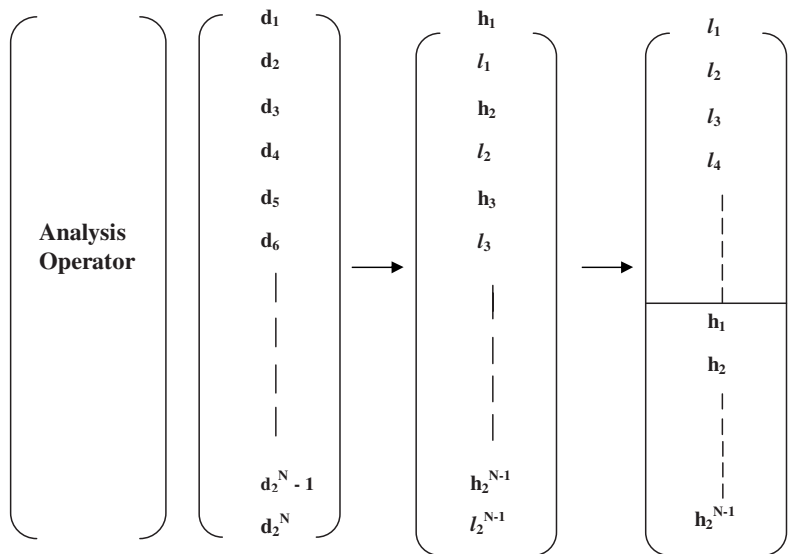 Analysis
Operator
d₁
d₂
d₃
d₄
d₅
d₆
d₂ᴺ - 1
d₂ᴺ
h₁
l₁
h₂
l₂
h₃
l₃
h₂ᴺ⁻¹
l₂ᴺ⁻¹
l₁
l₂
l₃
l₄
h₁
h₂
h₂ᴺ⁻¹